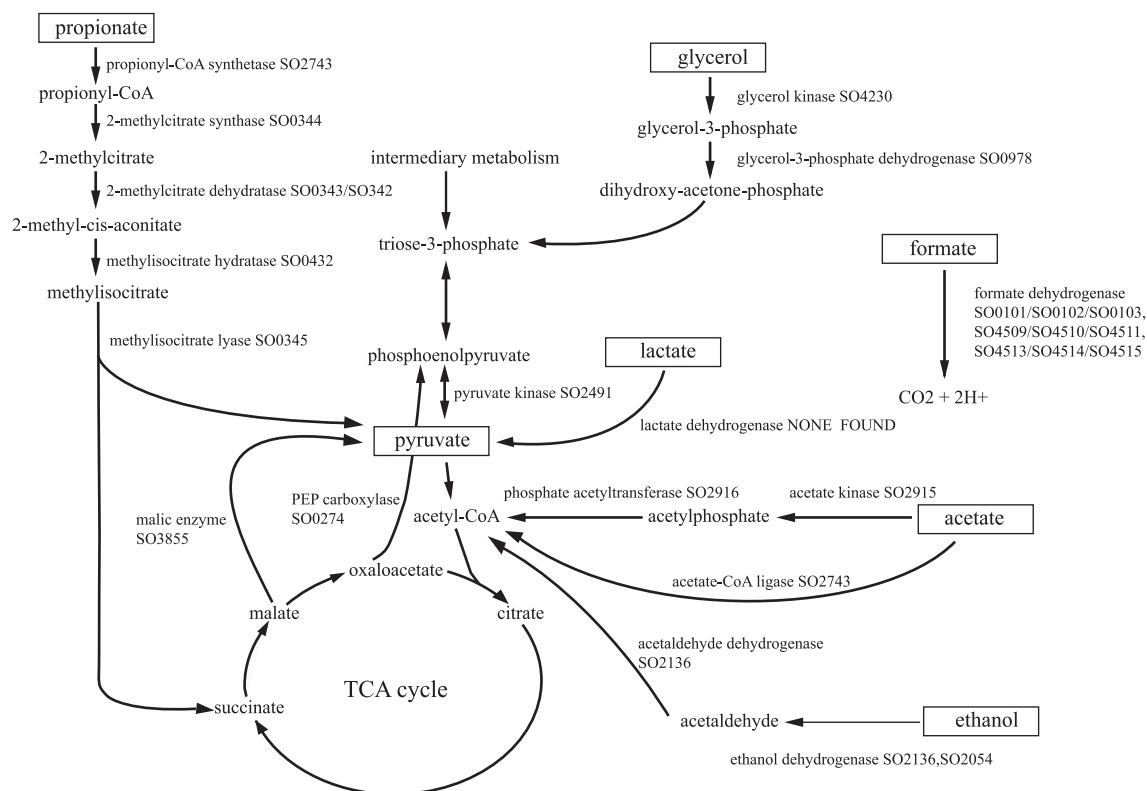 propionate
propionyl-CoA synthetase SO2743
propionyl-CoA
2-methylcitrate synthase SO0344
2-methylcitrate
2-methylcitrate dehydratase SO0343/SO342
2-methyl-cis-aconitate
methylisocitrate hydratase SO0432
methylisocitrate
methylisocitrate lyase SO0345
glycerol
glycerol kinase SO4230
glycerol-3-phosphate
glycerol-3-phosphate dehydrogenase SO0978
dihydroxy-acetone-phosphate
intermediary metabolism
triose-3-phosphate
phosphoenolpyruvate
pyruvate kinase SO2491
formate
formate dehydrogenase
SO0101/SO0102/SO0103,
SO4509/SO4510/SO4511,
SO4513/SO4514/SO4515
CO2 + 2H+
lactate
lactate dehydrogenase NONE FOUND
pyruvate
PEP carboxylase
SO0274
malic enzyme
SO3855
acetyl-CoA
phosphate acetyltransferase SO2916
acetylphosphate
acetate kinase SO2915
acetate
acetate-CoA ligase SO2743
oxaloacetate
malate
citrate
TCA cycle
succinate
acetaldehyde dehydrogenase
SO2136
acetaldehyde
ethanol
ethanol dehydrogenase SO2136,SO2054